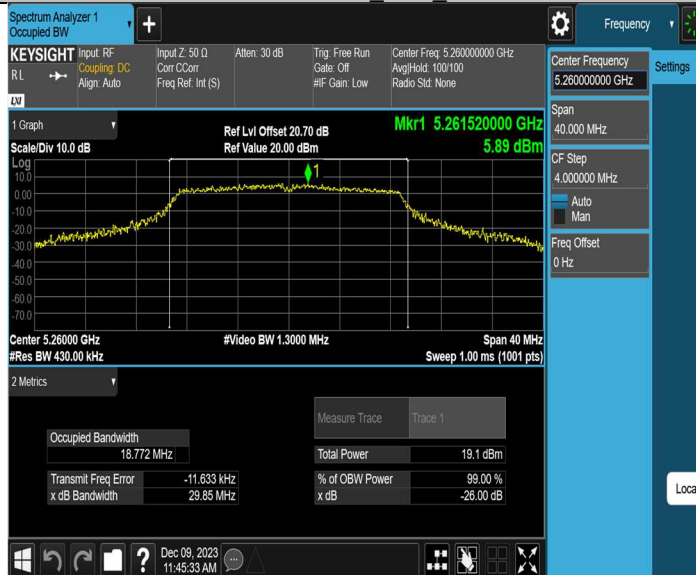 Spectrum Analyzer 1
Occupied BW
+
Frequency
KEYSIGHT Input: RF Input Z: 50 Ω Atten: 30 dB Trig: Free Run Center Freq: 5.260000000 GHz
RL Coupling: DC Corr CCorr Gate: Off Avg|Hold: 100/100
Align: Auto Freq Ref: Int (S) #IF Gain: Low Radio Std: None
LXI
Center Frequency
5.260000000 GHz
Settings
Span
40.000 MHz
CF Step
4.000000 MHz
Auto
Man
Freq Offset
0 Hz
1 Graph
Ref Lvl Offset 20.70 dB Mkr1 5.261520000 GHz
Scale/Div 10.0 dB Ref Value 20.00 dBm 5.89 dBm
Log
10.0
0.00
-10.0
-20.0
-30.0
-40.0
-50.0
-60.0
-70.0
1
Center 5.26000 GHz #Video BW 1.3000 MHz Span 40 MHz
#Res BW 430.00 kHz Sweep 1.00 ms (1001 pts)
2 Metrics
Measure Trace Trace 1
Occupied Bandwidth
18.772 MHz Total Power 19.1 dBm
Transmit Freq Error -11.633 kHz % of OBW Power 99.00 %
x dB Bandwidth 29.85 MHz x dB -26.00 dB
Loca
? Dec 09, 2023
11:45:33 AM